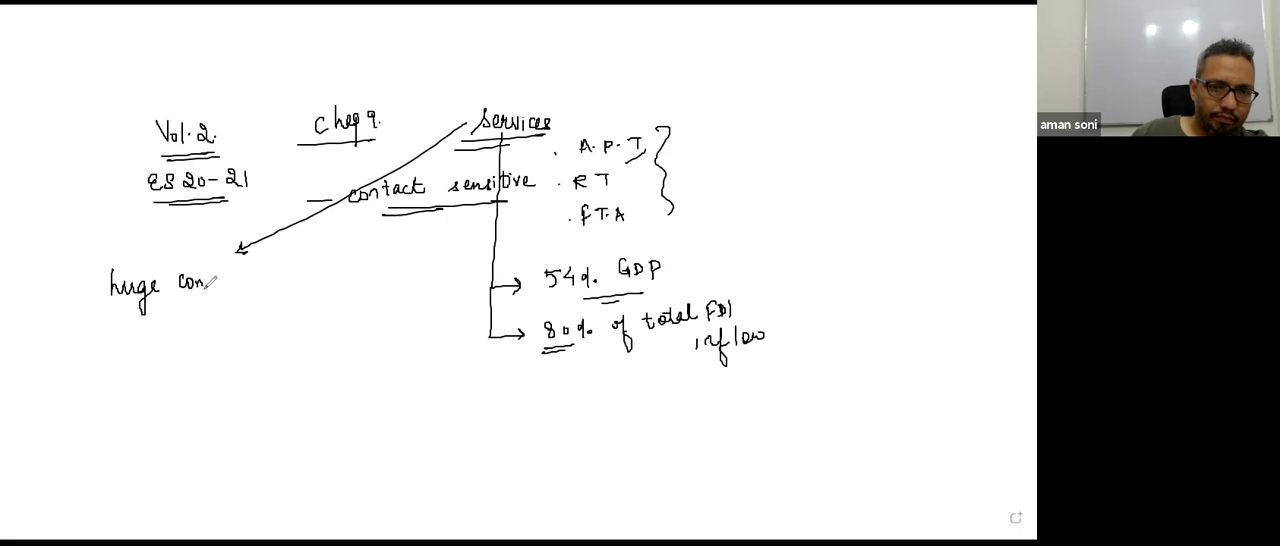 Vol. 2. Chap 9. Services
ES 20-21
— contact sensitive
. A. P. T
. R T
. F T. A
54%. GDP
80%. of total FDI
inflow
huge con
aman soni